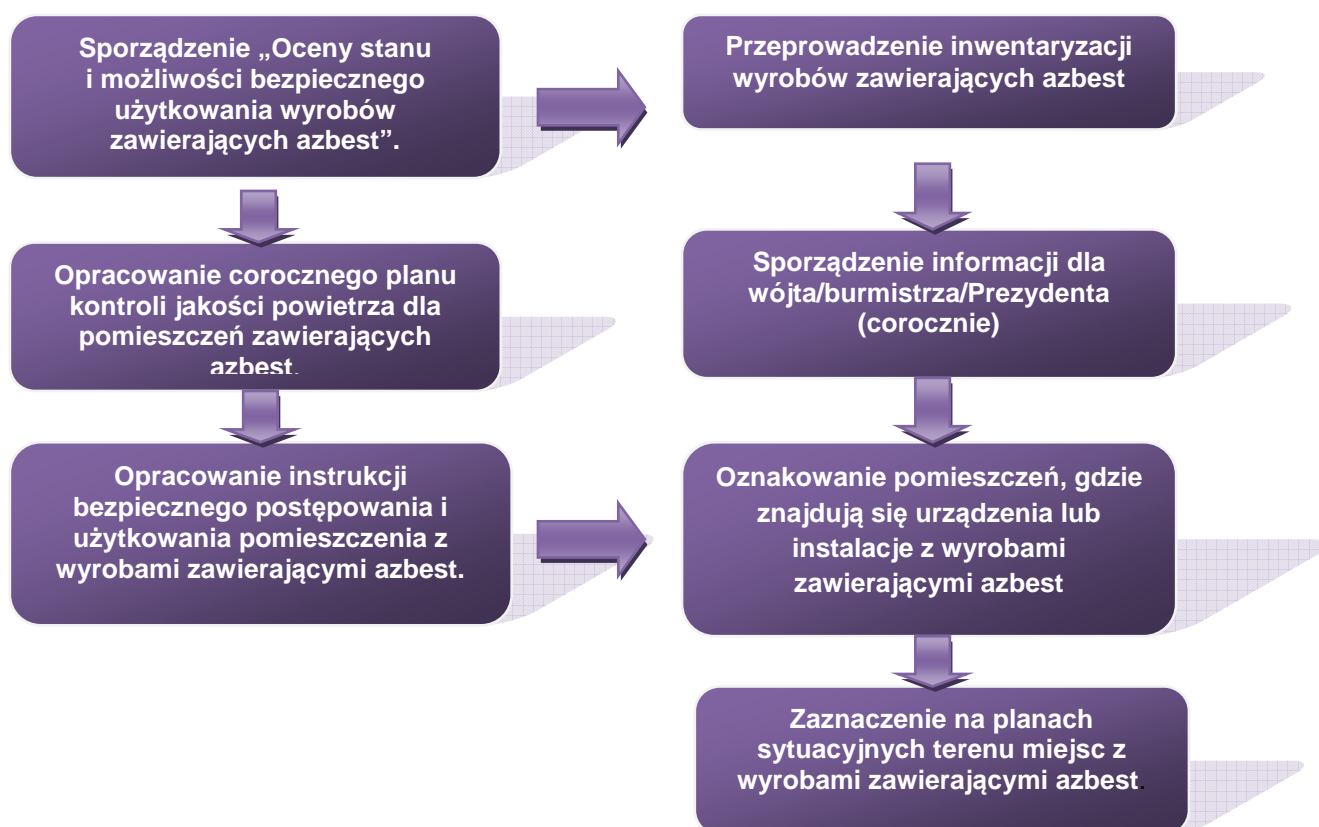 Sporządzenie „Oceny stanu
i możliwości bezpiecznego
użytkowania wyrobów
zawierających azbest”.
Przeprowadzenie inwentaryzacji
wyrobów zawierających azbest
Opracowanie corocznego planu
kontroli jakości powietrza dla
pomieszczeń zawierających
azbest.
Sporządzenie informacji dla
wójta/burmistrza/Prezydenta
(corocznie)
Opracowanie instrukcji
bezpiecznego postępowania i
użytkowania pomieszczenia z
wyrobami zawierającymi azbest.
Oznakowanie pomieszczeń, gdzie
znajdują się urządzenia lub
instalacje z wyrobami
zawierającymi azbest
Zaznaczenie na planach
sytuacyjnych terenu miejsc z
wyrobami zawierającymi azbest.